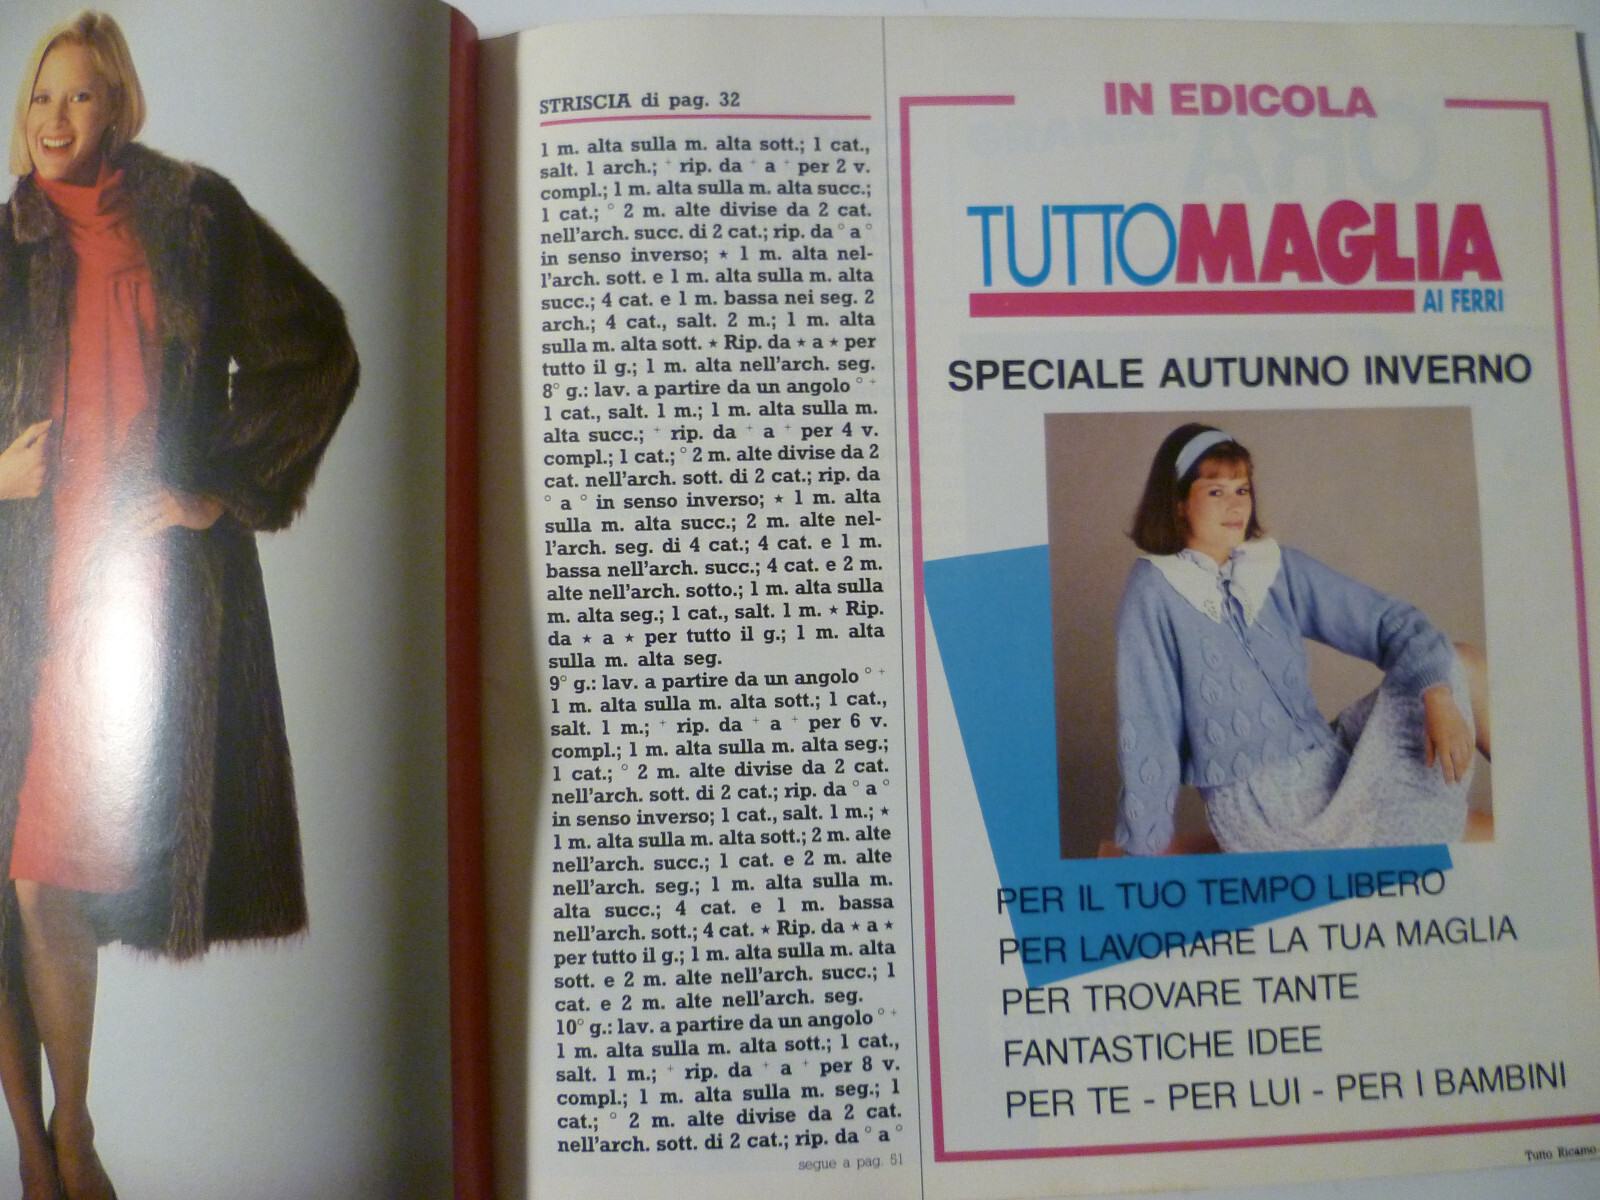 STRISCIA di pag. 32
1 m. alta sulla m. alta sott.; 1 cat.,
salt. 1 arch.; + rip. da + a + per 2 v.
compl.; 1 m. alta sulla m. alta succ.;
1 cat.; ° 2 m. alte divise da 2 cat.
nell'arch. succ. di 2 cat.; rip. da ° a °
in senso inverso; ★ 1 m. alta nel-
l'arch. sott. e 1 m. alta sulla m. alta
succ.; 4 cat. e 1 m. bassa nei seg. 2
arch.; 4 cat., salt. 2 m.; 1 m. alta
sulla m. alta sott. ★ Rip. da ★ a ★ per
tutto il g.; 1 m. alta nell'arch. seg.
8° g.: lav. a partire da un angolo ° +
1 cat., salt. 1 m.; 1 m. alta sulla m.
alta succ.; + rip. da + a + per 4 v.
compl.; 1 cat.; ° 2 m. alte divise da 2
cat. nell'arch. sott. di 2 cat.; rip. da
° a ° in senso inverso; ★ 1 m. alta
sulla m. alta succ.; 2 m. alte nel-
l'arch. seg. di 4 cat.; 4 cat. e 1 m.
bassa nell'arch. succ.; 4 cat. e 2 m.
alte nell'arch. sotto.; 1 m. alta sulla
m. alta seg.; 1 cat., salt. 1 m. ★ Rip.
da ★ a ★ per tutto il g.; 1 m. alta
sulla m. alta seg.
9° g.: lav. a partire da un angolo ° +
1 m. alta sulla m. alta sott.; 1 cat.,
salt. 1 m.; + rip. da + a + per 6 v.
compl.; 1 m. alta sulla m. alta seg.;
1 cat.; ° 2 m. alte divise da 2 cat.
nell'arch. sott. di 2 cat.; rip. da ° a °
in senso inverso; 1 cat., salt. 1 m.; ★
1 m. alta sulla m. alta sott.; 2 m. alte
nell'arch. succ.; 1 cat. e 2 m. alte
nell'arch. seg.; 1 m. alta sulla m.
alta succ.; 4 cat. e 1 m. bassa
nell'arch. sott.; 4 cat. ★ Rip. da ★ a ★
per tutto il g.; 1 m. alta sulla m. alta
sott. e 2 m. alte nell'arch. succ.; 1
cat. e 2 m. alte nell'arch. seg.
10° g.: lav. a partire da un angolo ° +
1 m. alta sulla m. alta sott.; 1 cat.,
salt. 1 m.; + rip. da + a + per 8 v.
compl.; 1 m. alta sulla m. seg.; 1
cat.; ° 2 m. alte divise da 2 cat.
nell'arch. sott. di 2 cat.; rip. da ° a °
segue a pag. 51
IN EDICOLA
TUTTOMAGLIA
AI FERRI
SPECIALE AUTUNNO INVERNO
PER IL TUO TEMPO LIBERO
PER LAVORARE LA TUA MAGLIA
PER TROVARE TANTE
FANTASTICHE IDEE
PER TE - PER LUI - PER I BAMBINI
Tutto Ricamo